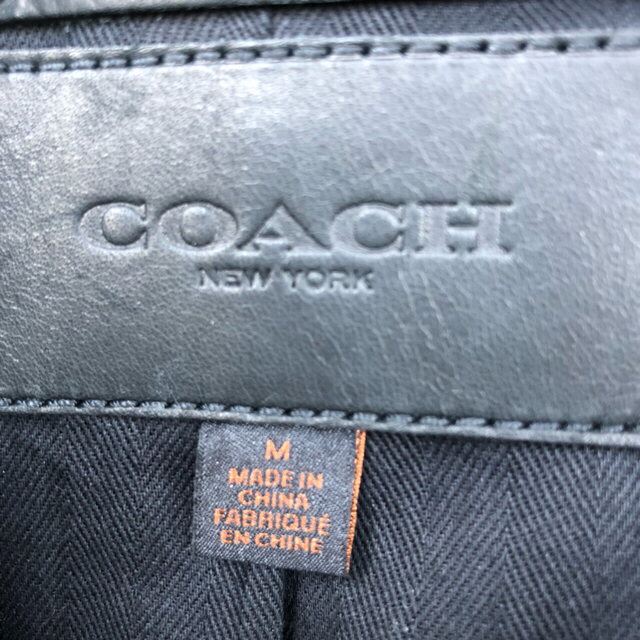 COACH
NEW YORK
M
MADE IN
CHINA
FABRIQUÉ
EN CHINE